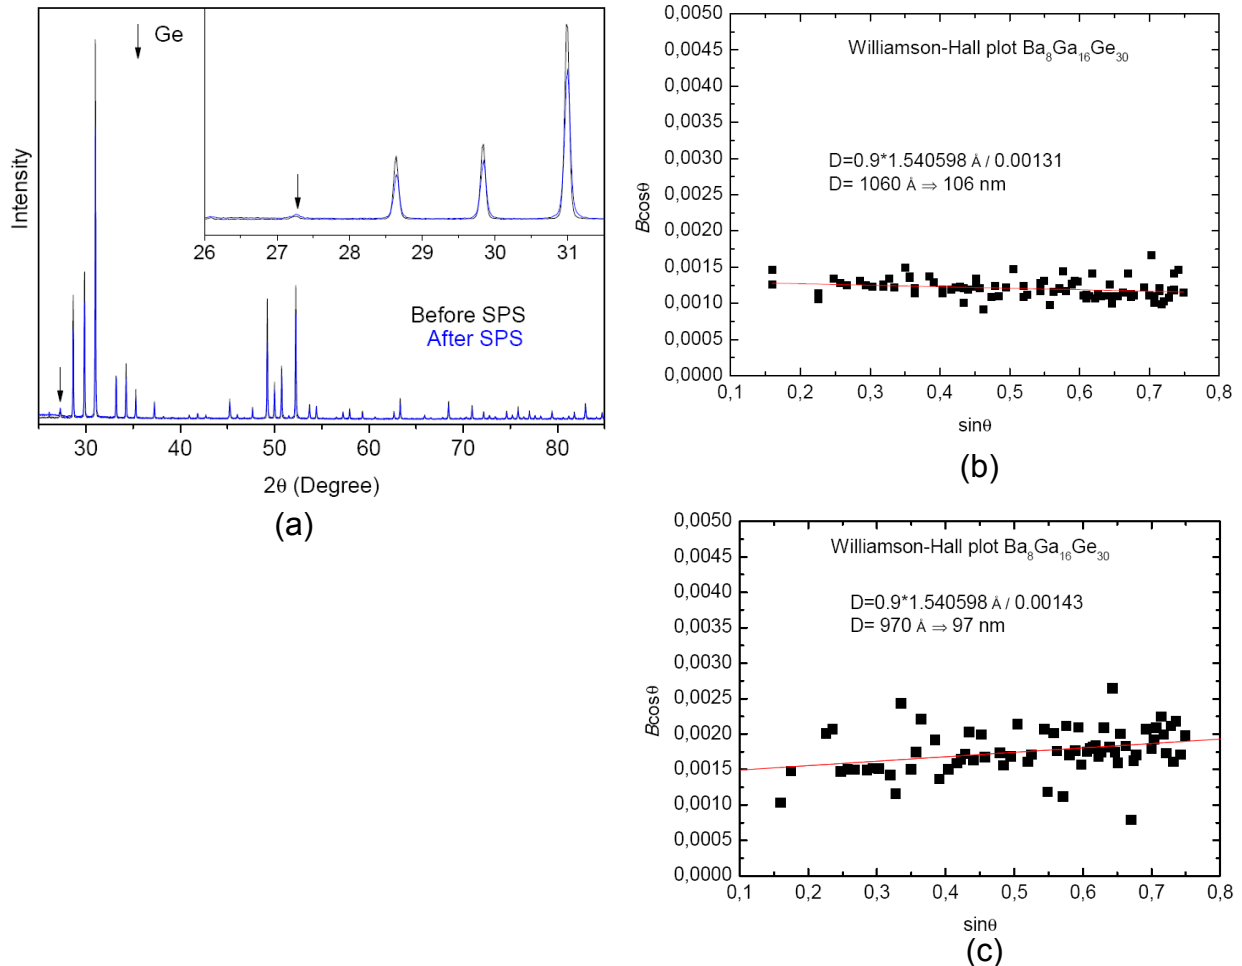 Ge
Intensity
26 27 28 29 30 31
Before SPS
After SPS
30 40 50 60 70 80
2θ (Degree)
(a)
0,0050
0,0045
0,0040
0,0035
0,0030
0,0025
0,0020
0,0015
0,0010
0,0005
0,0000
Bcosθ
Williamson-Hall plot Ba₈Ga₁₆Ge₃₀
D=0.9*1.540598 Å / 0.00131
D= 1060 Å ⇒ 106 nm
0,1 0,2 0,3 0,4 0,5 0,6 0,7 0,8
sinθ
(b)
0,0050
0,0045
0,0040
0,0035
0,0030
0,0025
0,0020
0,0015
0,0010
0,0005
0,0000
Bcosθ
Williamson-Hall plot Ba₈Ga₁₆Ge₃₀
D=0.9*1.540598 Å / 0.00143
D= 970 Å ⇒ 97 nm
0,1 0,2 0,3 0,4 0,5 0,6 0,7 0,8
sinθ
(c)